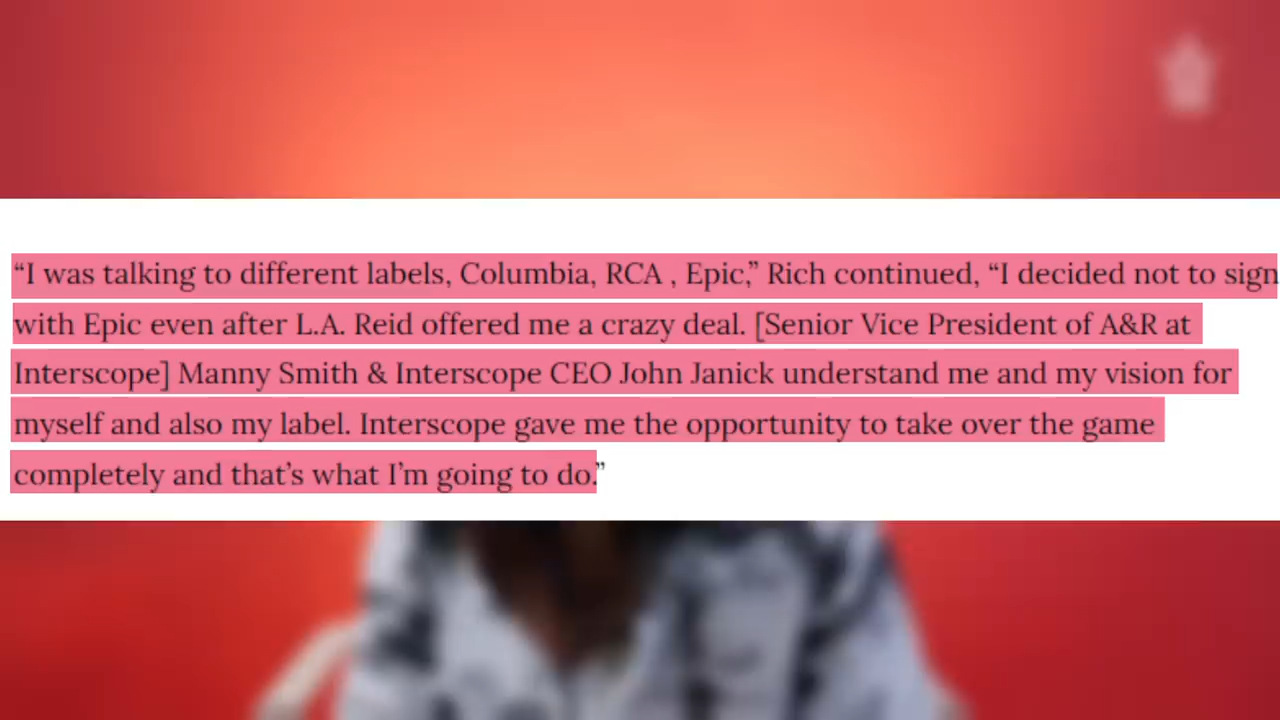 “I was talking to different labels, Columbia, RCA , Epic,” Rich continued, “I decided not to sign
with Epic even after L.A. Reid offered me a crazy deal. [Senior Vice President of A&R at
Interscope] Manny Smith & Interscope CEO John Janick understand me and my vision for
myself and also my label. Interscope gave me the opportunity to take over the game
completely and that’s what I’m going to do.”